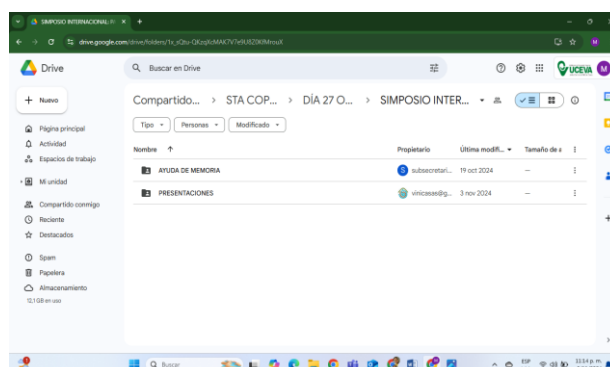 SIMPOSIO INTERNACIONAL
drive.google.com/drive/folders/
Drive
Buscar en Drive
UCEVA
M
Nuevo
Compartido... > STA COP... > DÍA 27 O... > SIMPOSIO INTER...
Tipo
Personas
Modificado
Página principal
Actividad
Espacios de trabajo
Mi unidad
Compartido conmigo
Reciente
Destacados
Spam
Papelera
Almacenamiento
12,1 GB en uso
Nombre
Propietario
Última modifi...
Tamaño de a
AYUDA DE MEMORIA
S
subsecretari...
19 oct 2024
–
PRESENTACIONES
vinicasas@g...
3 nov 2024
–
Buscar
ESP